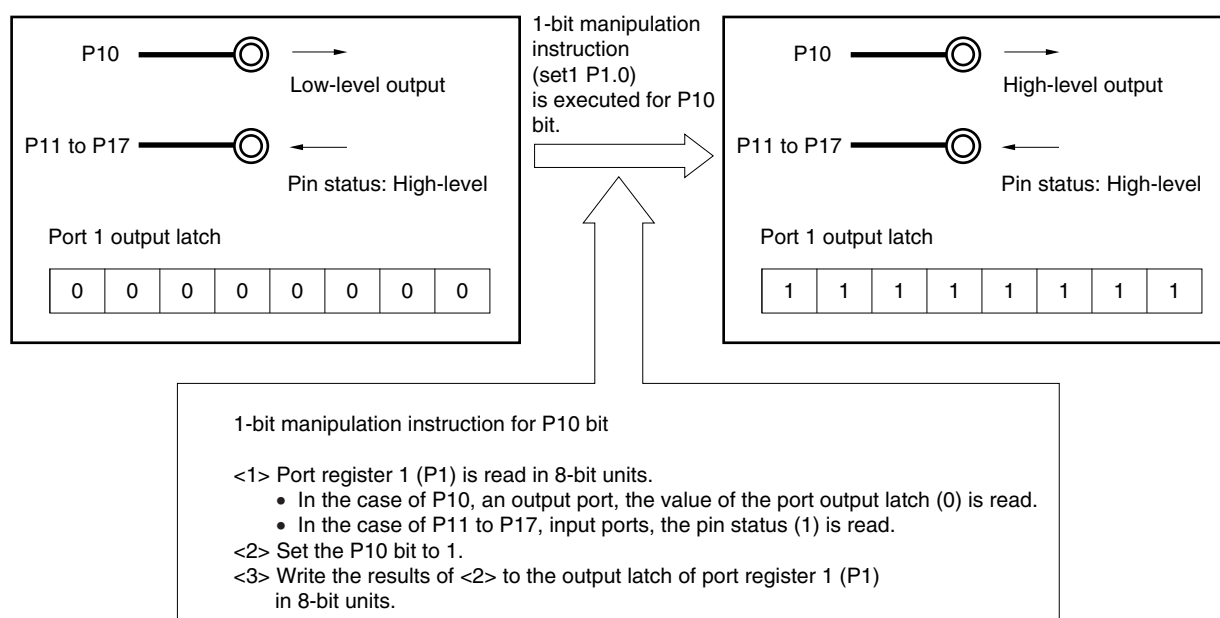 P10
Low-level output
P11 to P17
Pin status: High-level
Port 1 output latch
0 0 0 0 0 0 0 0
1-bit manipulation
instruction
(set1 P1.0)
is executed for P10
bit.
P10
High-level output
P11 to P17
Pin status: High-level
Port 1 output latch
1 1 1 1 1 1 1 1
1-bit manipulation instruction for P10 bit
<1> Port register 1 (P1) is read in 8-bit units.
• In the case of P10, an output port, the value of the port output latch (0) is read.
• In the case of P11 to P17, input ports, the pin status (1) is read.
<2> Set the P10 bit to 1.
<3> Write the results of <2> to the output latch of port register 1 (P1)
in 8-bit units.